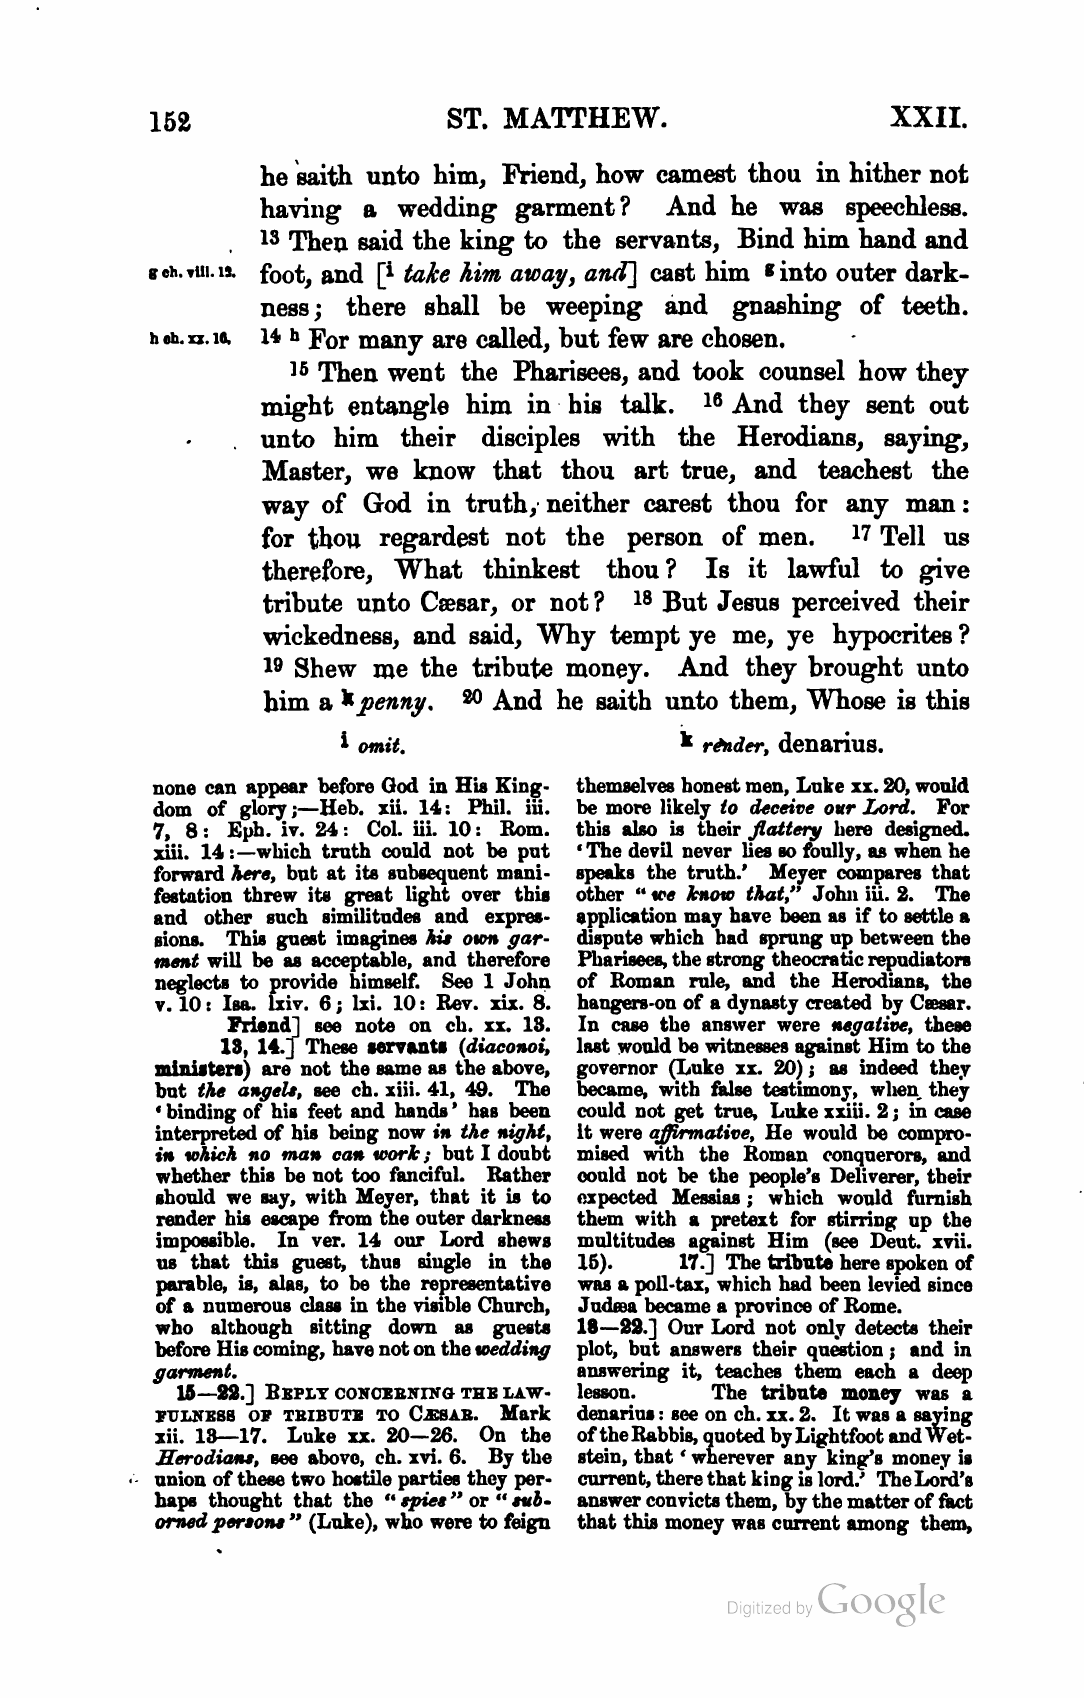 152 ST. MATTHEW. XXII.
he saith unto him, Friend, how camest thou in hither not
having a wedding garment? And he was speechless.
13 Then said the king to the servants, Bind him hand and
g ch. viii. 12. foot, and [i take him away, and] cast him g into outer dark-
ness; there shall be weeping and gnashing of teeth.
h ch. xx. 16. 14 h For many are called, but few are chosen.
15 Then went the Pharisees, and took counsel how they
might entangle him in his talk. 16 And they sent out
unto him their disciples with the Herodians, saying,
Master, we know that thou art true, and teachest the
way of God in truth, neither carest thou for any man:
for thou regardest not the person of men. 17 Tell us
therefore, What thinkest thou? Is it lawful to give
tribute unto Cæsar, or not? 18 But Jesus perceived their
wickedness, and said, Why tempt ye me, ye hypocrites?
19 Shew me the tribute money. And they brought unto
him a k penny. 20 And he saith unto them, Whose is this
i omit. k render, denarius.
none can appear before God in His King-
dom of glory;—Heb. xii. 14: Phil. iii.
7, 8: Eph. iv. 24: Col. iii. 10: Rom.
xiii. 14:—which truth could not be put
forward here, but at its subsequent mani-
festation threw its great light over this
and other such similitudes and expres-
sions. This guest imagines his own gar-
ment will be as acceptable, and therefore
neglects to provide himself. See 1 John
v. 10: Isa. lxiv. 6; lxi. 10: Rev. xix. 8.
Friend] see note on ch. xx. 13.
13, 14.] These servants (diaconoi,
ministers) are not the same as the above,
but the angels, see ch. xiii. 41, 49. The
‘binding of his feet and hands’ has been
interpreted of his being now in the night,
in which no man can work; but I doubt
whether this be not too fanciful. Rather
should we say, with Meyer, that it is to
render his escape from the outer darkness
impossible. In ver. 14 our Lord shews
us that this guest, thus single in the
parable, is, alas, to be the representative
of a numerous class in the visible Church,
who although sitting down as guests
before His coming, have not on the wedding
garment.
15—22.] REPLY CONCERNING THE LAW-
FULNESS OF TRIBUTE TO CÆSAR. Mark
xii. 13—17. Luke xx. 20—26. On the
Herodians, see above, ch. xvi. 6. By the
union of these two hostile parties they per-
haps thought that the “spies” or “sub-
orned persons” (Luke), who were to feign
themselves honest men, Luke xx. 20, would
be more likely to deceive our Lord. For
this also is their flattery here designed.
‘The devil never lies so foully, as when he
speaks the truth.’ Meyer compares that
other “we know that,” John iii. 2. The
application may have been as if to settle a
dispute which had sprung up between the
Pharisees, the strong theocratic repudiators
of Roman rule, and the Herodians, the
hangers-on of a dynasty created by Cæsar.
In case the answer were negative, these
last would be witnesses against Him to the
governor (Luke xx. 20); as indeed they
became, with false testimony, when they
could not get true, Luke xxiii. 2; in case
it were affirmative, He would be compro-
mised with the Roman conquerors, and
could not be the people’s Deliverer, their
expected Messias; which would furnish
them with a pretext for stirring up the
multitudes against Him (see Deut. xvii.
15). 17.] The tribute here spoken of
was a poll-tax, which had been levied since
Judæa became a province of Rome.
18—22.] Our Lord not only detects their
plot, but answers their question; and in
answering it, teaches them each a deep
lesson. The tribute money was a
denarius: see on ch. xx. 2. It was a saying
of the Rabbis, quoted by Lightfoot and Wet-
stein, that ‘wherever any king’s money is
current, there that king is lord.’ The Lord’s
answer convicts them, by the matter of fact
that this money was current among them,
Digitized by Google